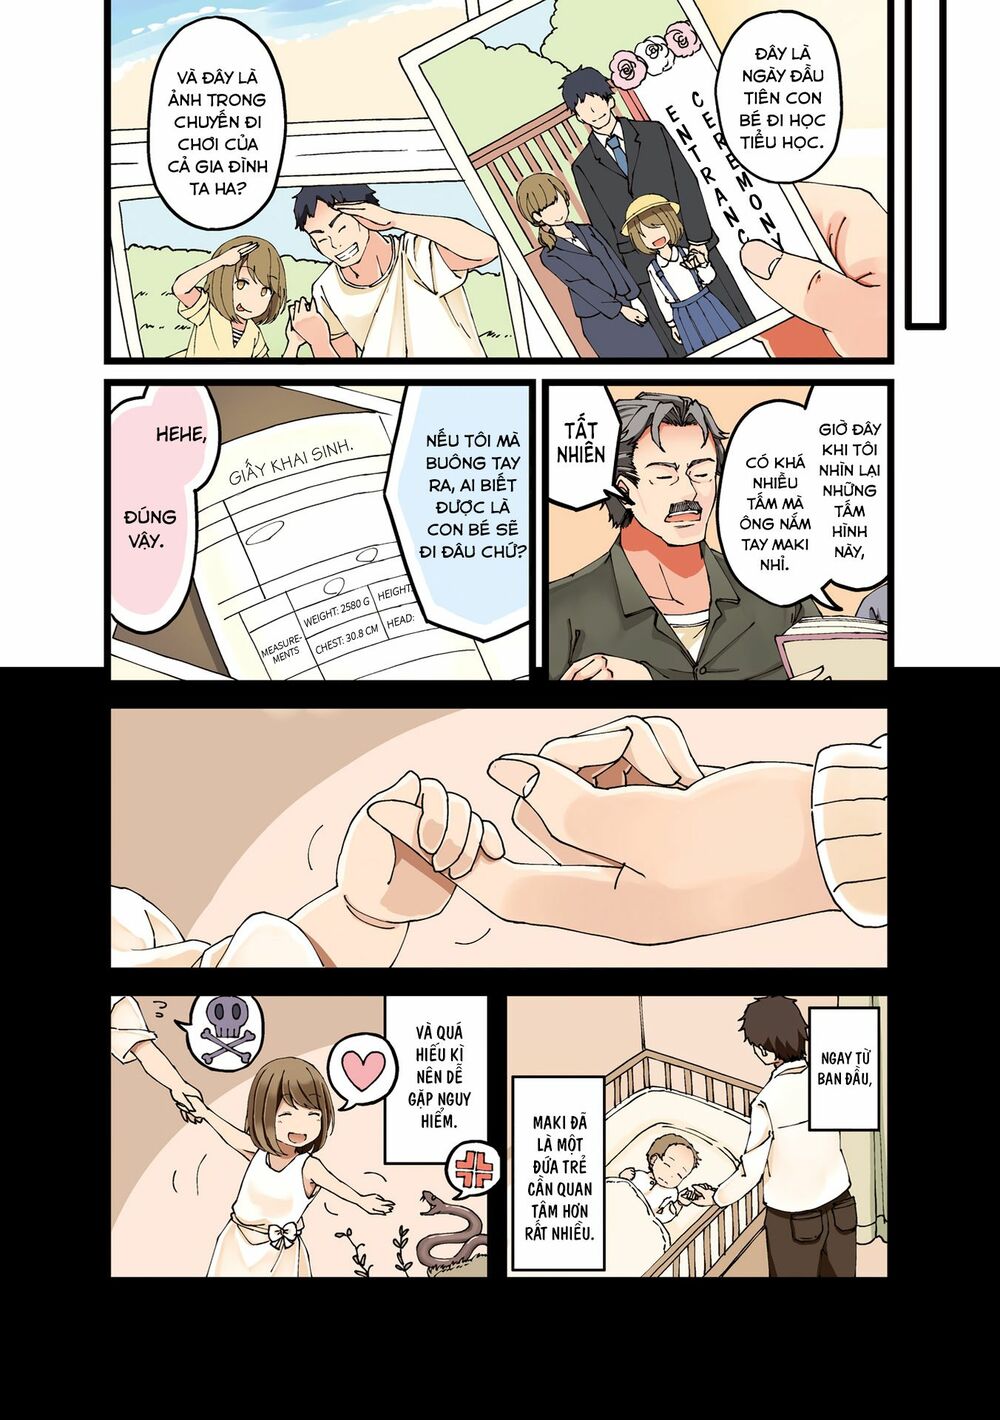 ĐÂY LÀ
NGÀY ĐẦU
TIÊN CON
BÉ ĐI HỌC
TIỂU HỌC.
ENTRANCE
CEREMONY
VÀ ĐÂY LÀ
ẢNH TRONG
CHUYẾN ĐI
CHƠI CỦA
CẢ GIA ĐÌNH
TA HA?
GIỜ ĐÂY
KHI TÔI
NHÌN LẠI
NHỮNG
TẤM
HÌNH NÀY,
CÓ KHÁ
NHIỀU
TẤM MÀ
ÔNG NẮM
TAY MAKI
NHỈ.
TẤT
NHIÊN
NẾU TÔI MÀ
BUÔNG TAY
RA, AI BIẾT
ĐƯỢC LÀ
CON BÉ SẼ
ĐI ĐÂU CHỨ?
GIẤY KHAI SINH.
MEASURE-
MENTS
WEIGHT: 2580 G
HEIGHT:
CHEST: 30.8 CM
HEAD:
HEHE,
ĐÚNG
VẬY.
NGAY TỪ
BAN ĐẦU,
MAKI ĐÃ
LÀ MỘT
ĐỨA TRẺ
CẦN QUAN
TÂM HƠN
RẤT NHIỀU.
VÀ QUÁ
HIẾU KÌ
NÊN DỄ
GẶP NGUY
HIỂM.